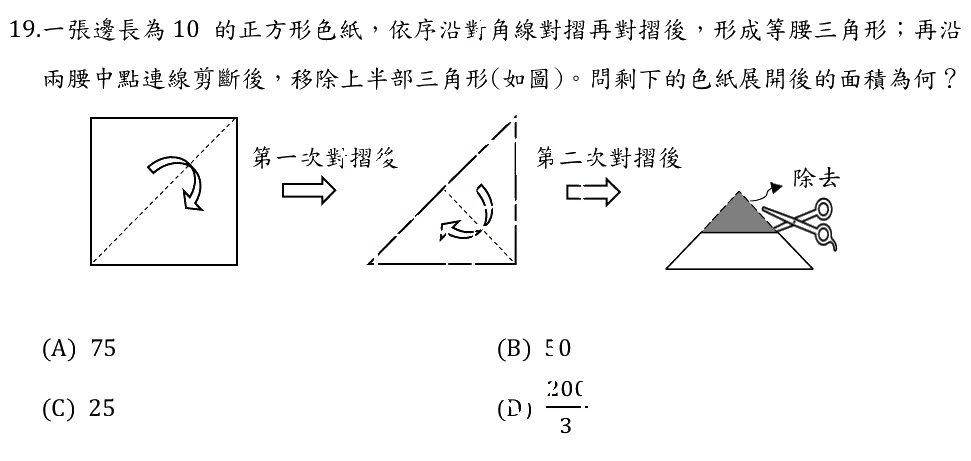 19.一張邊長為 10 的正方形色紙，依序沿對角線對摺再對摺後，形成等腰三角形；再沿
兩腰中點連線剪斷後，移除上半部三角形(如圖)。問剩下的色紙展開後的面積為何？
第一次對摺後
第二次對摺後
除去
(A) 75
(B) 50
(C) 25
(D) 200/3